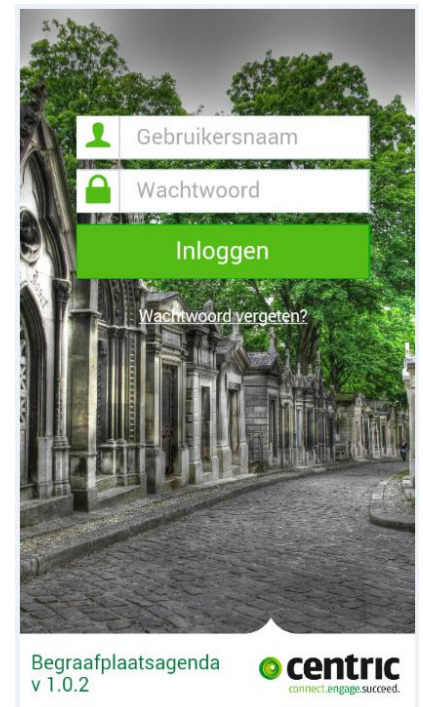 Gebruikersnaam
Wachtwoord
Inloggen
Wachtwoord vergeten?
Begraafplaatsagenda
v 1.0.2
centric
connect.engage.succeed.